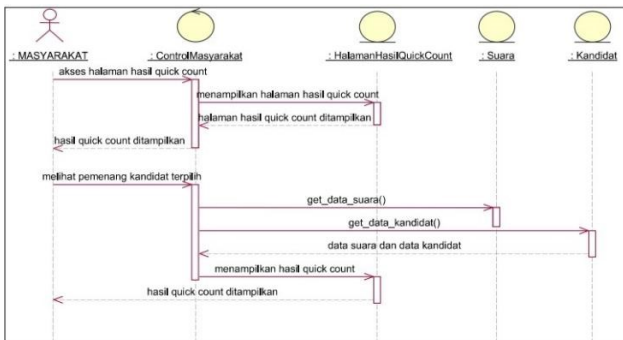 : MASYARAKAT
: ControlMasyarakat
: HalamanHasilQuickCount
: Suara
: Kandidat
akses halaman hasil quick count
menampilkan halaman hasil quick count
halaman hasil quick count ditampilkan
hasil quick count ditampilkan
melihat pemenang kandidat terpilih
get_data_suara()
get_data_kandidat()
data suara dan data kandidat
menampilkan hasil quick count
hasil quick count ditampilkan